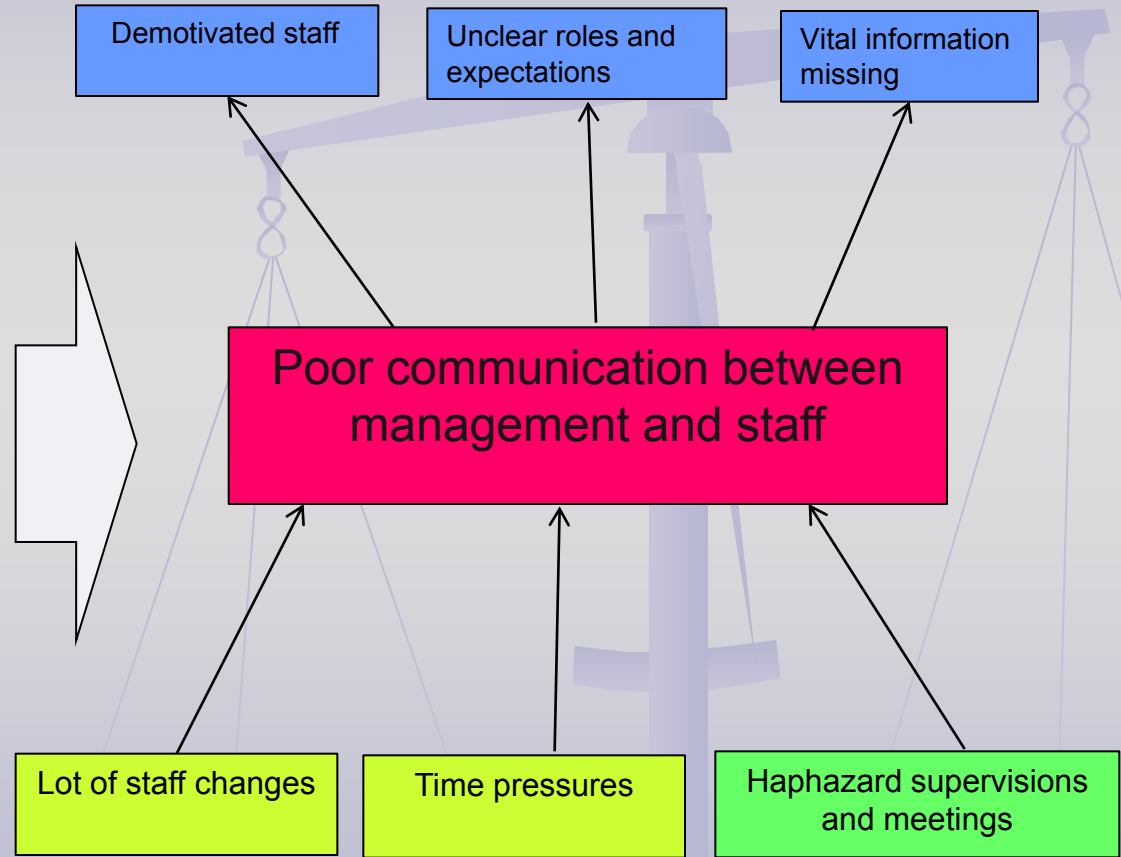 Demotivated staff
Unclear roles and
expectations
Vital information
missing
Poor communication between
management and staff
Lot of staff changes
Time pressures
Haphazard supervisions
and meetings